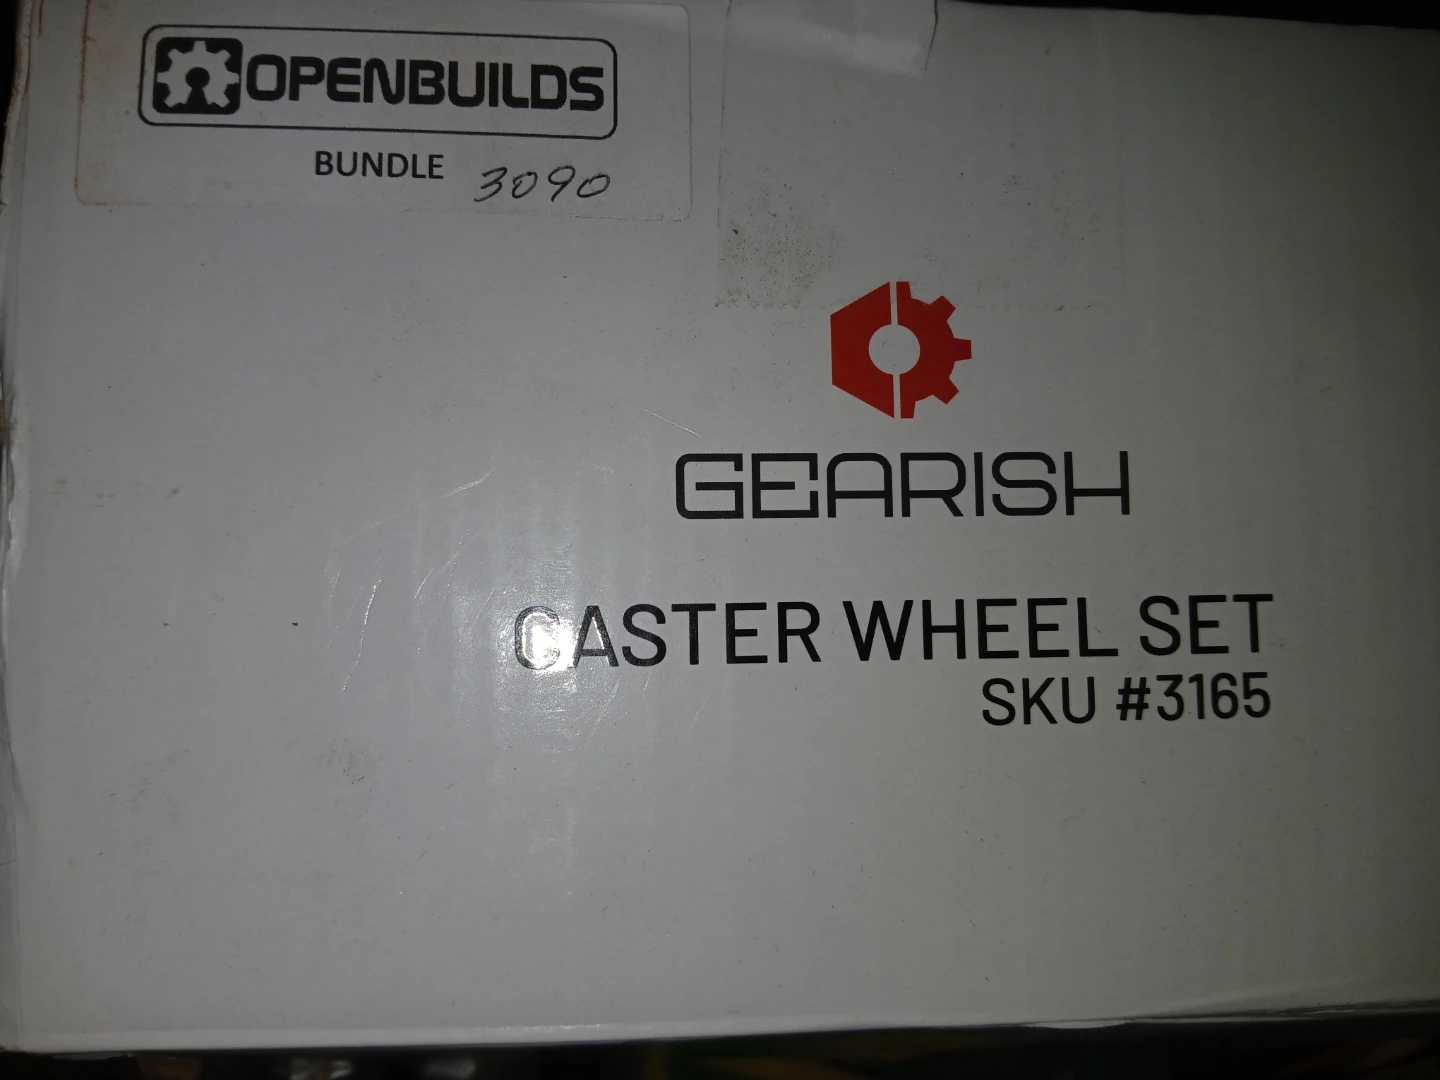 OPENBUILDS
BUNDLE 3090
GEARISH
CASTER WHEEL SET
SKU #3165